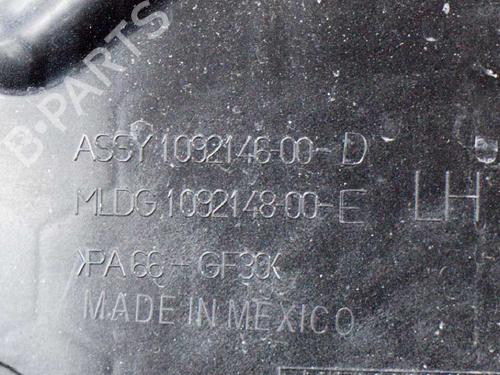 B-PARTS
ASSY 1092146-00-D
MLDG 1092148-00-E
LH
>PA66-GF30<
MADE IN MEXICO